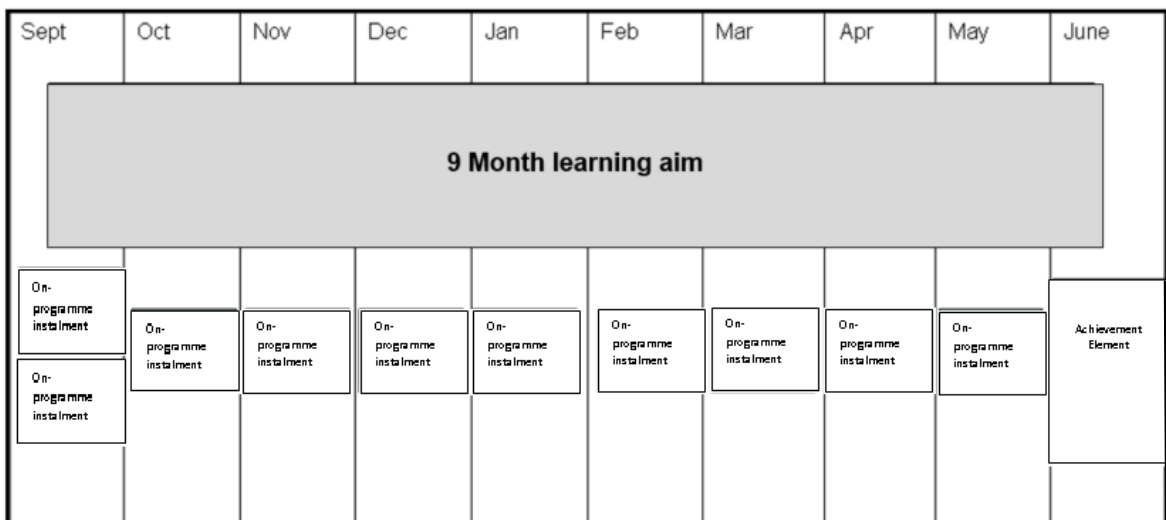 Sept Oct Nov Dec Jan Feb Mar Apr May June
9 Month learning aim
On-
programme
instalment
On-
programme
instalment
On-
programme
instalment
On-
programme
instalment
On-
programme
instalment
On-
programme
instalment
On-
programme
instalment
On-
programme
instalment
On-
programme
instalment
On-
programme
instalment
Achievement
Element